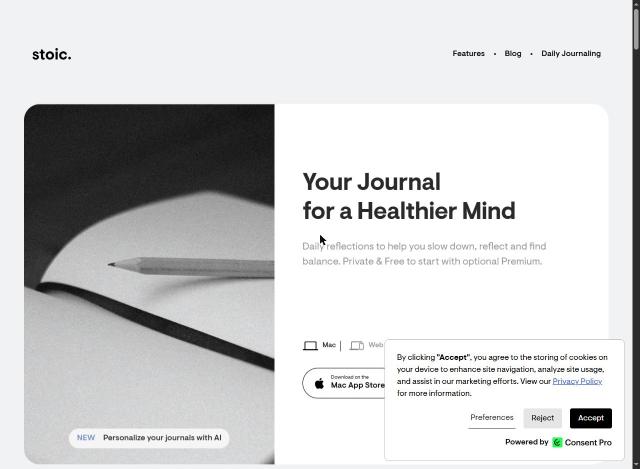 stoic.
Features • Blog • Daily Journaling
Your Journal
for a Healthier Mind
Daily reflections to help you slow down, reflect and find
balance. Private & Free to start with optional Premium.
Mac | Web
Download on the
Mac App Store
NEW Personalize your journals with AI
By clicking "Accept", you agree to the storing of cookies on
your device to enhance site navigation, analyze site usage,
and assist in our marketing efforts. View our Privacy Policy
for more information.
Preferences Reject Accept
Powered by Consent Pro